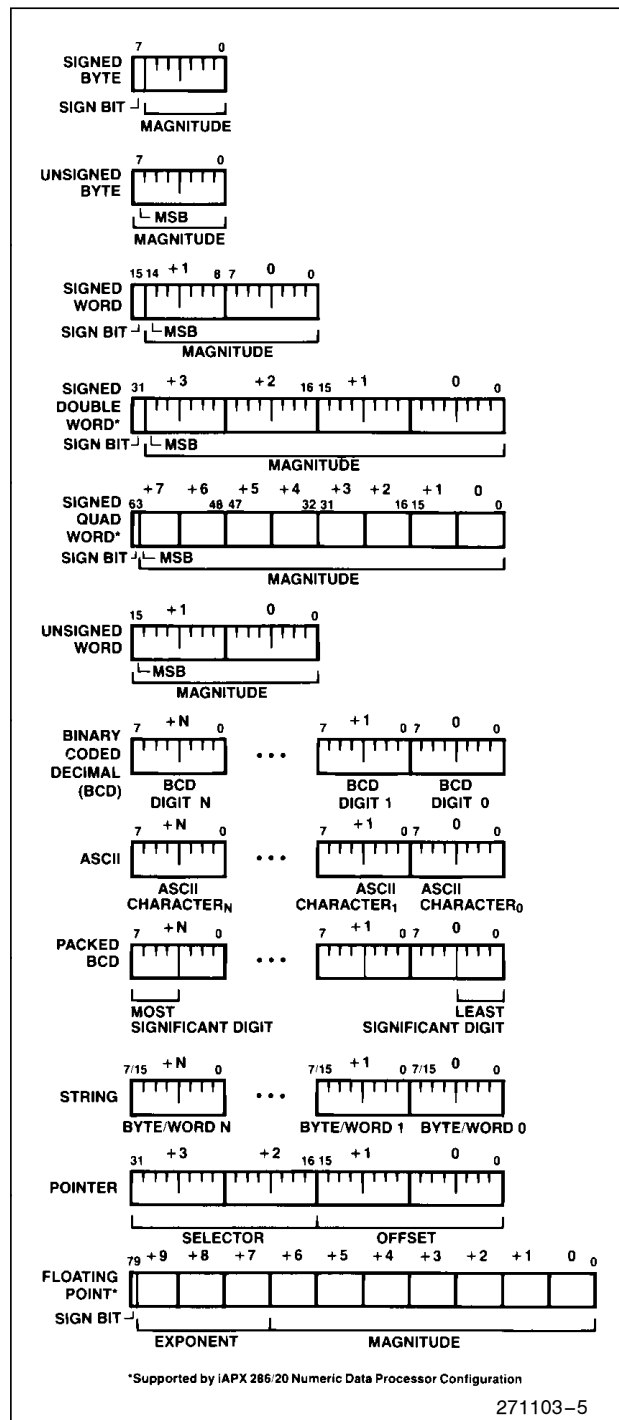 7 0
SIGNED
BYTE
SIGN BIT
MAGNITUDE
7 0
UNSIGNED
BYTE
MSB
MAGNITUDE
15 14 +1 8 7 0 0
SIGNED
WORD
SIGN BIT MSB
MAGNITUDE
SIGNED
DOUBLE
WORD*
31 +3 +2 16 15 +1 0 0
SIGN BIT MSB
MAGNITUDE
+7 +6 +5 +4 +3 +2 +1 0
SIGNED
QUAD
WORD*
63 48 47 32 31 16 15 0
SIGN BIT MSB
MAGNITUDE
15 +1 0 0
UNSIGNED
WORD
MSB
MAGNITUDE
7 +N 0 ••• 7 +1 0 7 0 0
BINARY
CODED
DECIMAL
(BCD)
BCD BCD BCD
DIGIT N DIGIT 1 DIGIT 0
7 +N 0 ••• 7 +1 0 7 0 0
ASCII
ASCII ASCII ASCII
CHARACTERN CHARACTER1 CHARACTER0
7 +N 0 ••• 7 +1 0 7 0 0
PACKED
BCD
MOST LEAST
SIGNIFICANT DIGIT SIGNIFICANT DIGIT
7/15 +N 0 ••• 7/15 +1 0 7/15 0 0
STRING
BYTE/WORD N BYTE/WORD 1 BYTE/WORD 0
31 +3 +2 16 15 +1 0 0
POINTER
SELECTOR OFFSET
79 +9 +8 +7 +6 +5 +4 +3 +2 +1 0 0
FLOATING
POINT*
SIGN BIT
EXPONENT MAGNITUDE
*Supported by iAPX 286/20 Numeric Data Processor Configuration
271103–5